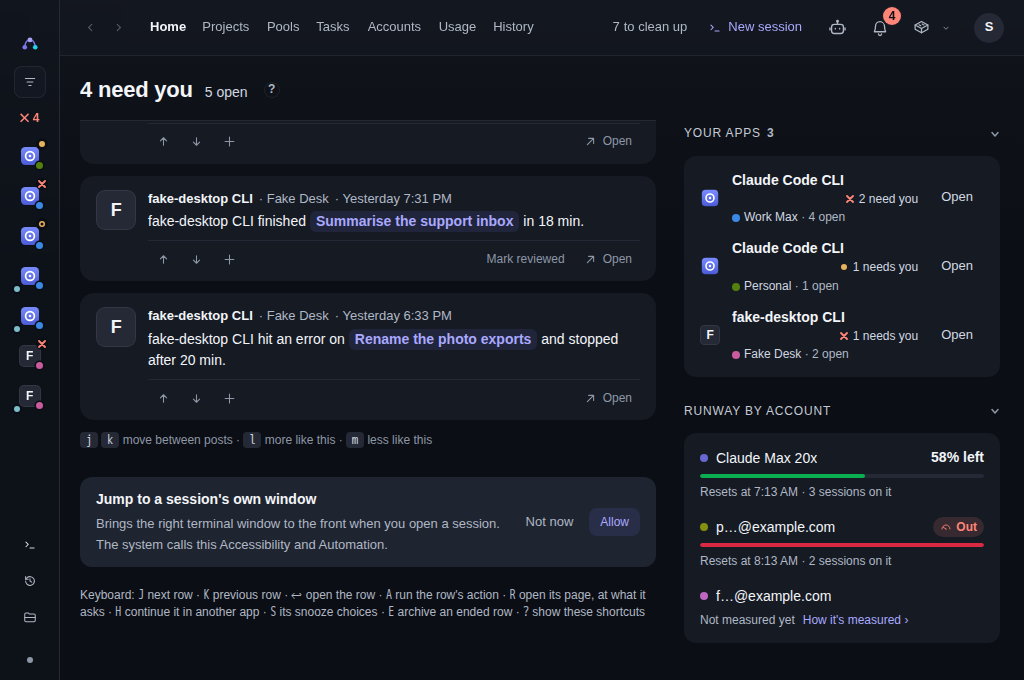 Home Projects Pools Tasks Accounts Usage History 7 to clean up New session 4 S
4
4 need you 5 open ?
Open
F fake-desktop CLI · Fake Desk · Yesterday 7:31 PM
fake-desktop CLI finished Summarise the support inbox in 18 min.
Mark reviewed Open
F fake-desktop CLI · Fake Desk · Yesterday 6:33 PM
fake-desktop CLI hit an error on Rename the photo exports and stopped
after 20 min.
Open
j k move between posts · l more like this · m less like this
Jump to a session's own window
Brings the right terminal window to the front when you open a session.
The system calls this Accessibility and Automation.
Not now Allow
Keyboard: J next row · K previous row · ↩ open the row · A run the row's action · R open its page, at what it
asks · H continue it in another app · S its snooze choices · E archive an ended row · ? show these shortcuts
YOUR APPS 3
Claude Code CLI
2 need you Open
Work Max · 4 open
Claude Code CLI
1 needs you Open
Personal · 1 open
F fake-desktop CLI
1 needs you Open
Fake Desk · 2 open
RUNWAY BY ACCOUNT
Claude Max 20x 58% left
Resets at 7:13 AM · 3 sessions on it
p…@example.com Out
Resets at 8:13 AM · 2 sessions on it
f…@example.com
Not measured yet How it's measured ›
F
F